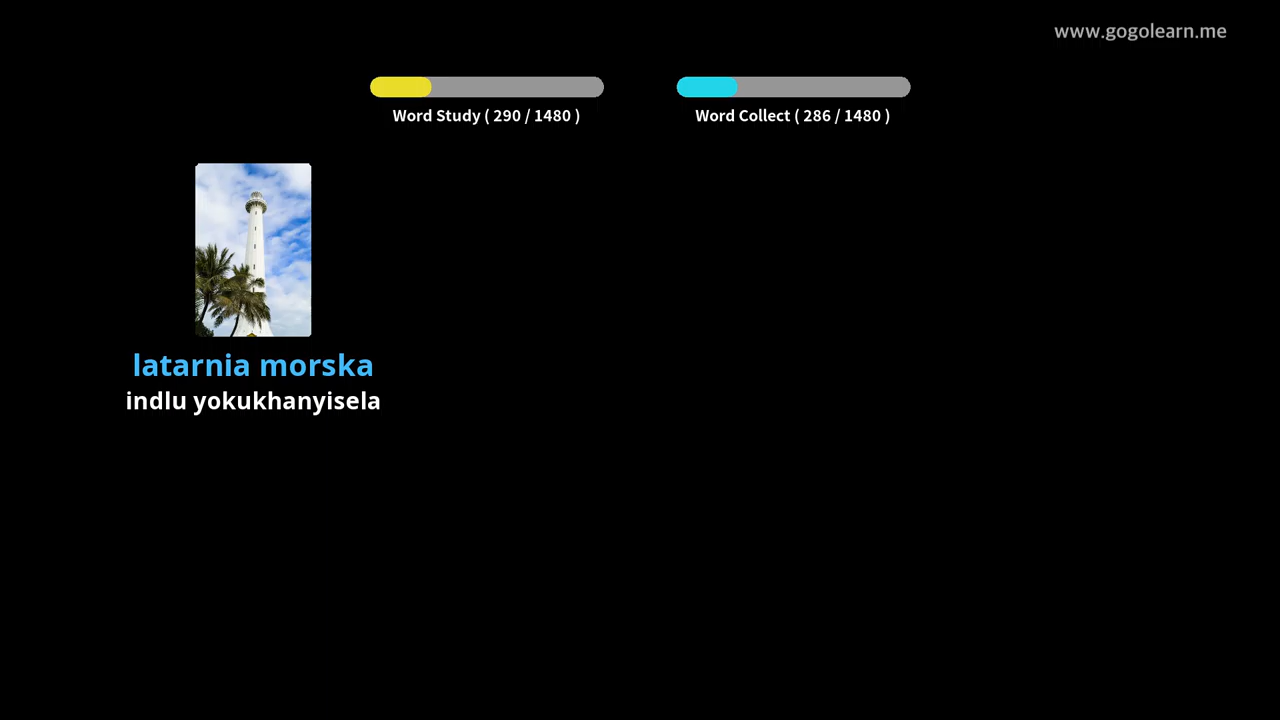 www.gogolearn.me
Word Study ( 290 / 1480 )
Word Collect ( 286 / 1480 )
latarnia morska
indlu yokukhanyisela